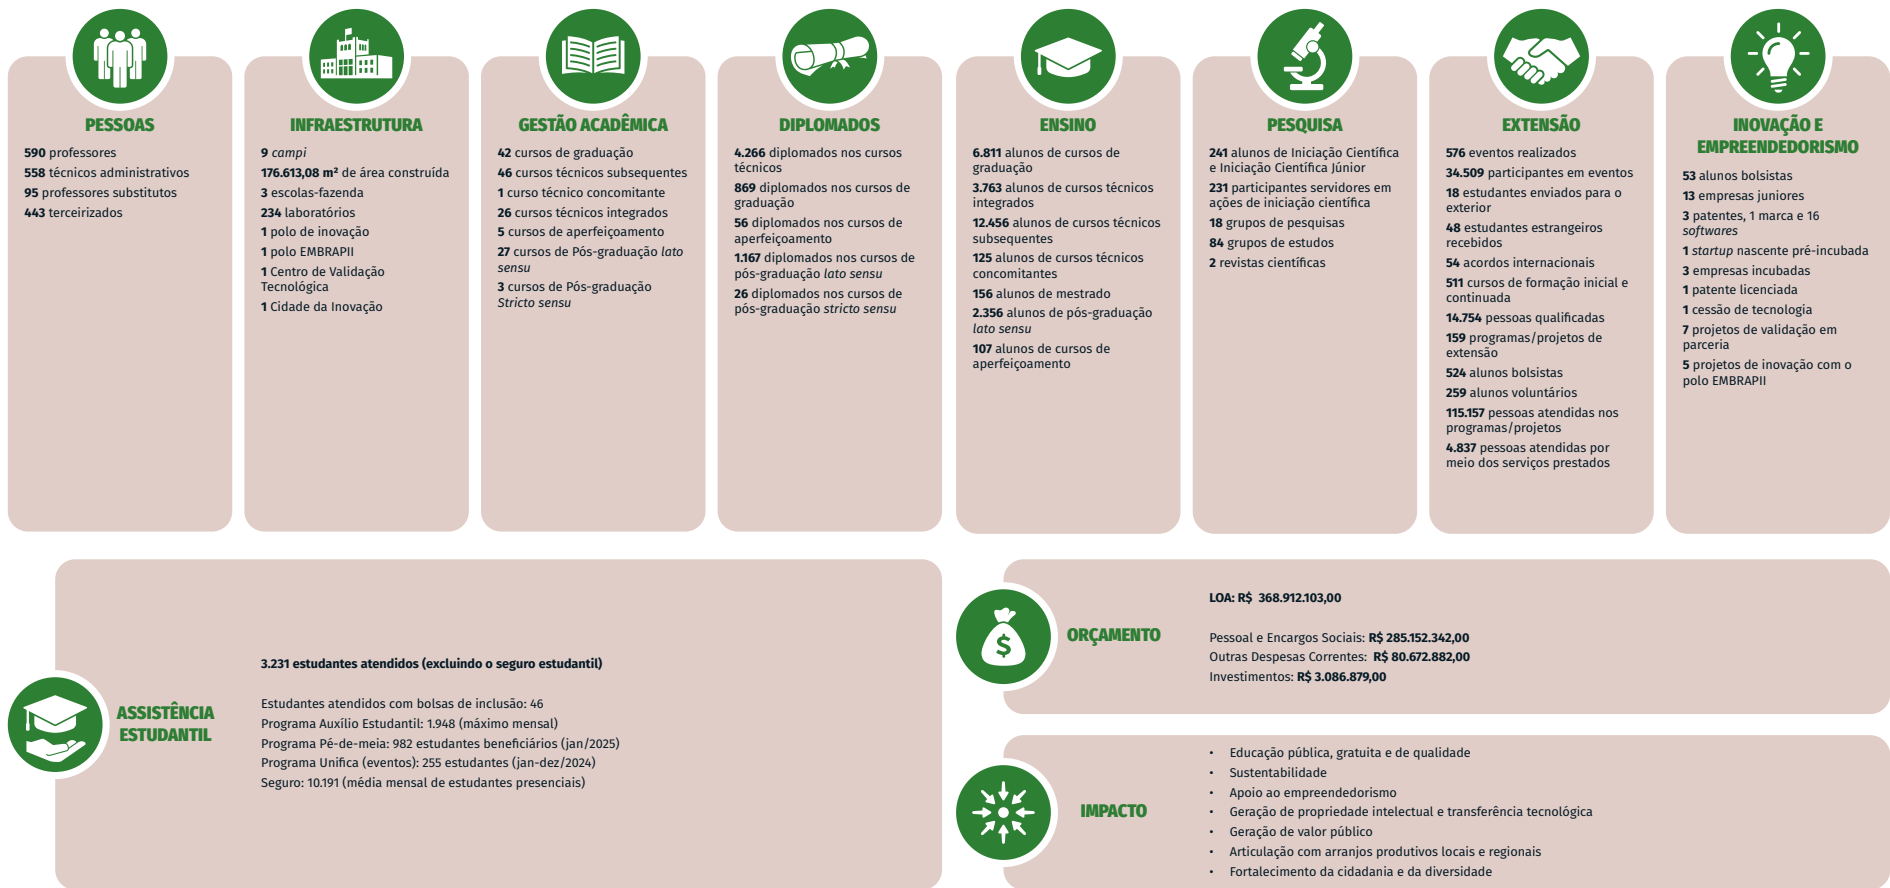 PESSOAS
590 professores
558 técnicos administrativos
95 professores substitutos
443 terceirizados
INFRAESTRUTURA
9 campi
176.613,08 m² de área construída
3 escolas-fazenda
234 laboratórios
1 polo de inovação
1 polo EMBRAPII
1 Centro de Validação
Tecnológica
1 Cidade da Inovação
GESTÃO ACADÊMICA
42 cursos de graduação
46 cursos técnicos subsequentes
1 curso técnico concomitante
26 cursos técnicos integrados
5 cursos de aperfeiçoamento
27 cursos de Pós-graduação lato
sensu
3 cursos de Pós-graduação
Stricto sensu
DIPLOMADOS
4.266 diplomados nos cursos
técnicos
869 diplomados nos cursos de
graduação
56 diplomados nos cursos de
aperfeiçoamento
1.167 diplomados nos cursos de
pós-graduação lato sensu
26 diplomados nos cursos de
pós-graduação stricto sensu
ENSINO
6.811 alunos de cursos de
graduação
3.763 alunos de cursos técnicos
integrados
12.456 alunos de cursos técnicos
subsequentes
125 alunos de cursos técnicos
concomitantes
156 alunos de mestrado
2.356 alunos de pós-graduação
lato sensu
107 alunos de cursos de
aperfeiçoamento
PESQUISA
241 alunos de Iniciação Científica
e Iniciação Científica Júnior
231 participantes servidores em
ações de iniciação científica
18 grupos de pesquisas
84 grupos de estudos
2 revistas científicas
EXTENSÃO
576 eventos realizados
34.509 participantes em eventos
18 estudantes enviados para o
exterior
48 estudantes estrangeiros
recebidos
54 acordos internacionais
511 cursos de formação inicial e
continuada
14.754 pessoas qualificadas
159 programas/projetos de
extensão
524 alunos bolsistas
259 alunos voluntários
115.157 pessoas atendidas nos
programas/projetos
4.837 pessoas atendidas por
meio dos serviços prestados
INOVAÇÃO E
EMPREENDEDORISMO
53 alunos bolsistas
13 empresas juniores
3 patentes, 1 marca e 16
softwares
1 startup nascente pré-incubada
3 empresas incubadas
1 patente licenciada
1 cessão de tecnologia
7 projetos de validação em
parceria
5 projetos de inovação com o
polo EMBRAPII
ASSISTÊNCIA
ESTUDANTIL
3.231 estudantes atendidos (excluindo o seguro estudantil)
Estudantes atendidos com bolsas de inclusão: 46
Programa Auxílio Estudantil: 1.948 (máximo mensal)
Programa Pé-de-meia: 982 estudantes beneficiários (jan/2025)
Programa Unifica (eventos): 255 estudantes (jan-dez/2024)
Seguro: 10.191 (média mensal de estudantes presenciais)
$
ORÇAMENTO
LOA: R$ 368.912.103,00
Pessoal e Encargos Sociais: R$ 285.152.342,00
Outras Despesas Correntes: R$ 80.672.882,00
Investimentos: R$ 3.086.879,00
IMPACTO
• Educação pública, gratuita e de qualidade
• Sustentabilidade
• Apoio ao empreendedorismo
• Geração de propriedade intelectual e transferência tecnológica
• Geração de valor público
• Articulação com arranjos produtivos locais e regionais
• Fortalecimento da cidadania e da diversidade